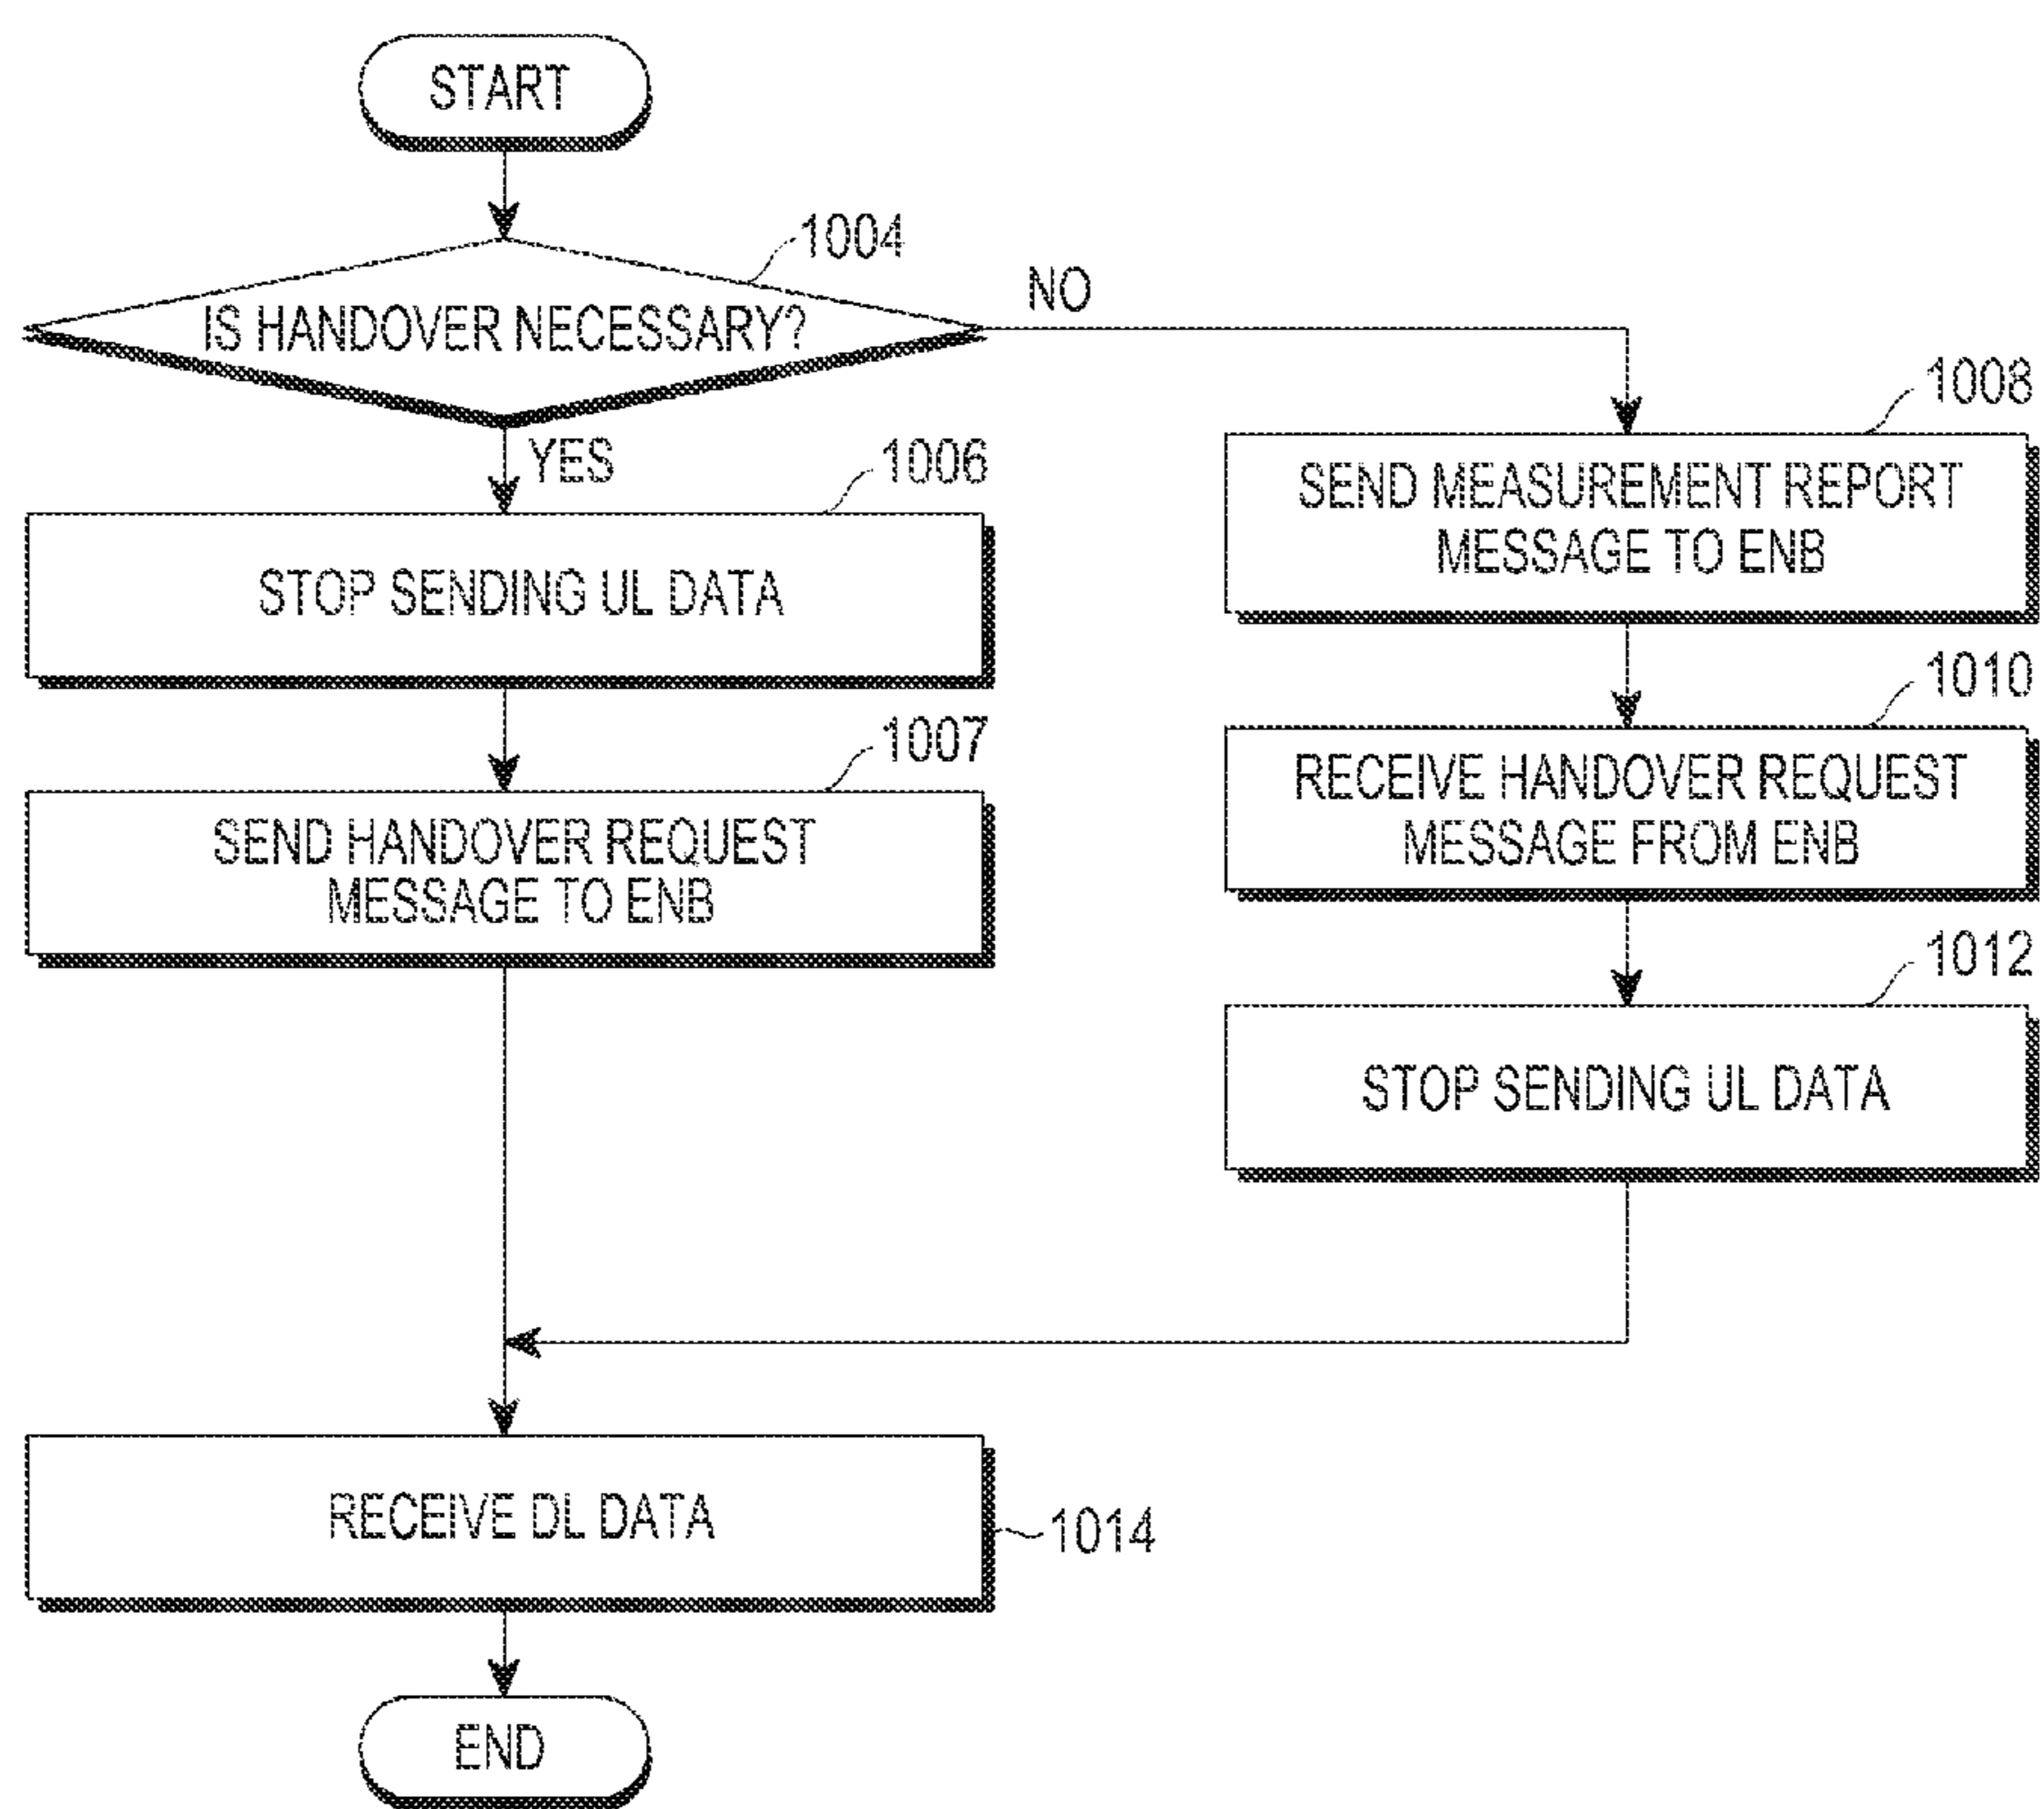 START
1004
IS HANDOVER NECESSARY?
NO
YES
1006
STOP SENDING UL DATA
1007
SEND HANDOVER REQUEST
MESSAGE TO ENB
1008
SEND MEASUREMENT REPORT
MESSAGE TO ENB
1010
RECEIVE HANDOVER REQUEST
MESSAGE FROM ENB
1012
STOP SENDING UL DATA
RECEIVE DL DATA
1014
END